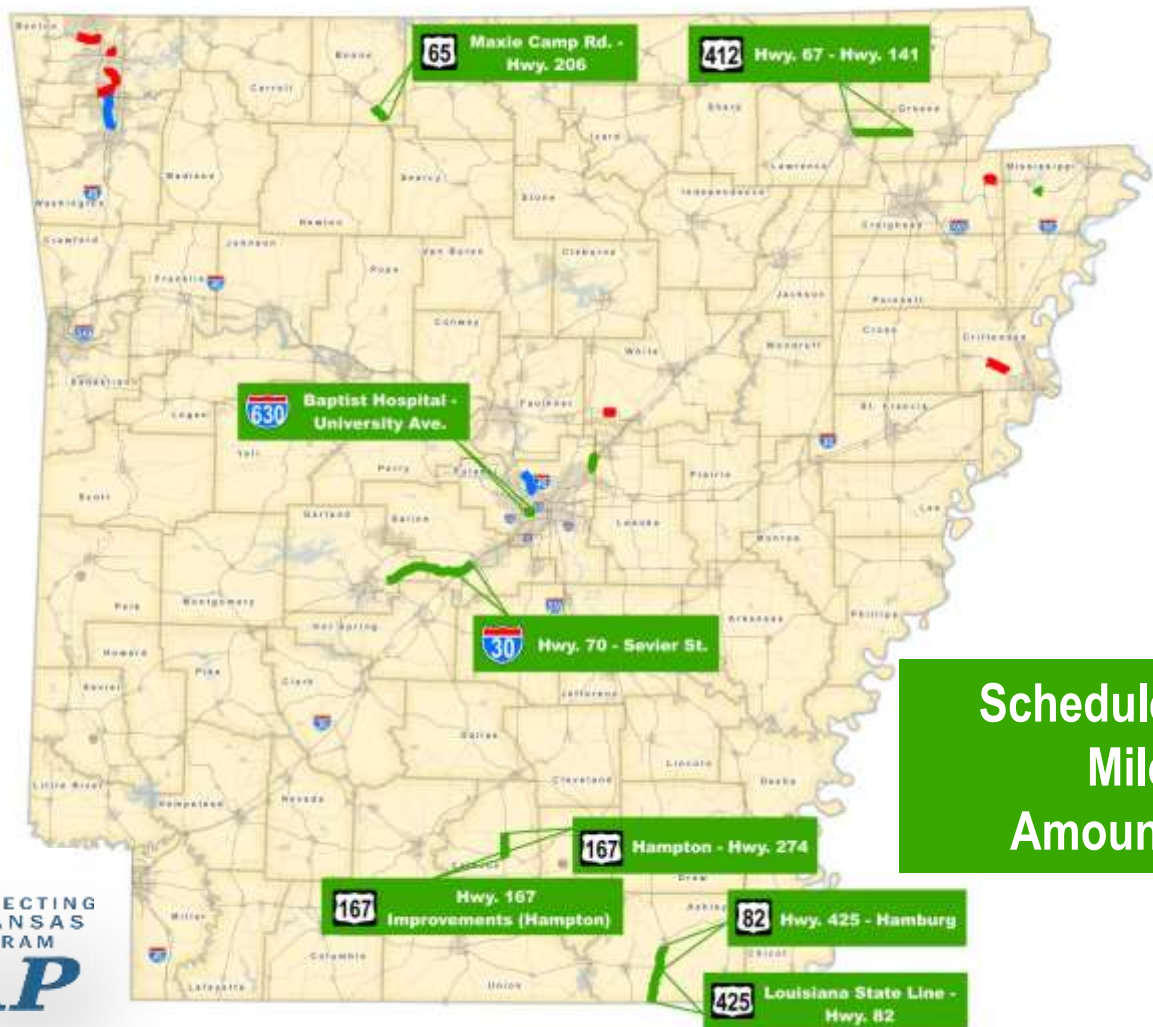 65 Maxie Camp Rd. -
Hwy. 206
412 Hwy. 67 - Hwy. 141
Benton
Boone
Carroll
Sharp
Greene
Izard
Lawrence
Mississippi
Madison
Searcy
Stone
Independence
Washington
Newton
Craighead
Crawford
Johnson
Van Buren
Cleburne
Franklin
Pope
Jackson
Poinsett
Conway
White
Woodruff
Cross
Crittenden
Sebastian
Logan
630 Baptist Hospital -
University Ave.
Faulkner
St. Francis
Yell
Perry
Pulaski
Prairie
Scott
Garland
Saline
Lonoke
Lee
Monroe
Polk
Montgomery
Hot Spring
Arkansas
Phillips
30 Hwy. 70 - Sevier St.
Howard
Sevier
Pike
Clark
Jefferson
Dallas
Lincoln
Cleveland
Desha
Little River
Hempstead
Nevada
Schedul
Mil
Amoun
167 Hampton - Hwy. 274
Calhoun
Drew
167 Hwy. 167
Improvements (Hampton)
Miller
Ashley
82 Hwy. 425 - Hamburg
Columbia
Chicot
Lafayette
Union
425 Louisiana State Line -
Hwy. 82
ECTING
ANSAS
RAM
AP